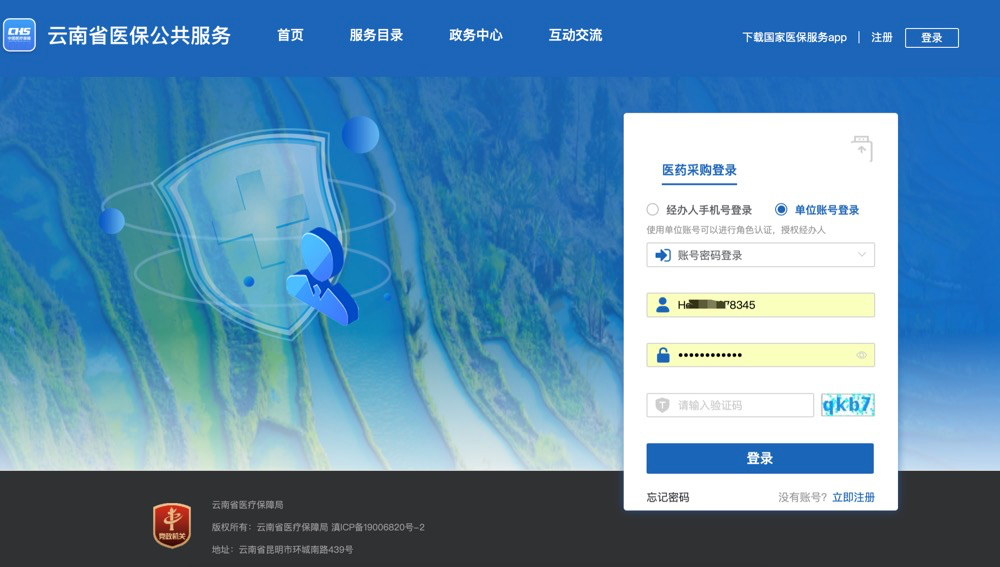 CHS
云南省医保公共服务
首页 服务目录 政务中心 互动交流
下载国家医保服务app | 注册 登录
医药采购登录
经办人手机号登录 单位账号登录
使用单位账号可以进行角色认证，授权经办人
账号密码登录
8345
请输入验证码 qkb7
登录
忘记密码 没有账号？立即注册
党政机关
云南省医疗保障局
版权所有：云南省医疗保障局 滇ICP备19006820号-2
地址：云南省昆明市环城南路439号